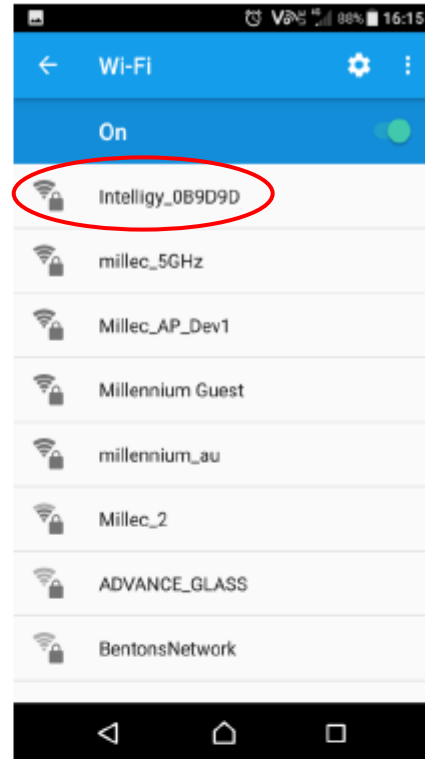 88% 16:15
Wi-Fi
On
Intelligy_0B9D9D
millec_5GHz
Millec_AP_Dev1
Millennium Guest
millennium_au
Millec_2
ADVANCE_GLASS
BentonsNetwork